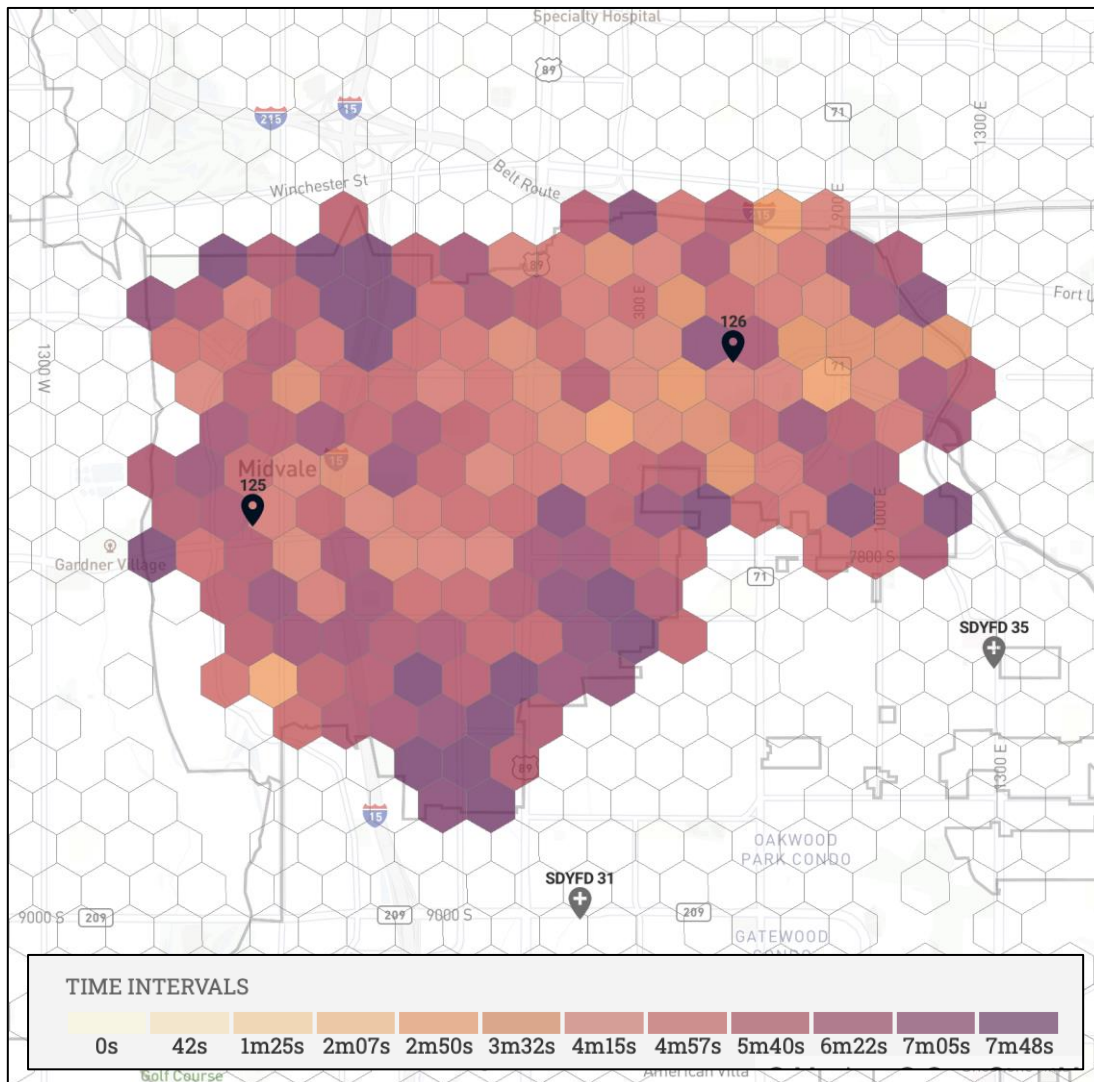 Specialty Hospital
89
15
215
71
1300 E
Winchester St
Belt Route
900 E
215
89
300 E
Fort U
1300 W
126
71
Midvale
15
125
1000 E
Gardner Village
7800 S
71
SDYFD 35
89
1300 E
15
OAKWOOD
PARK CONDO
SDYFD 31
9000 S
209
209
9000 S
209
GATEWOOD
TIME INTERVALS
0s 42s 1m25s 2m07s 2m50s 3m32s 4m15s 4m57s 5m40s 6m22s 7m05s 7m48s
Golf Course
American Villa